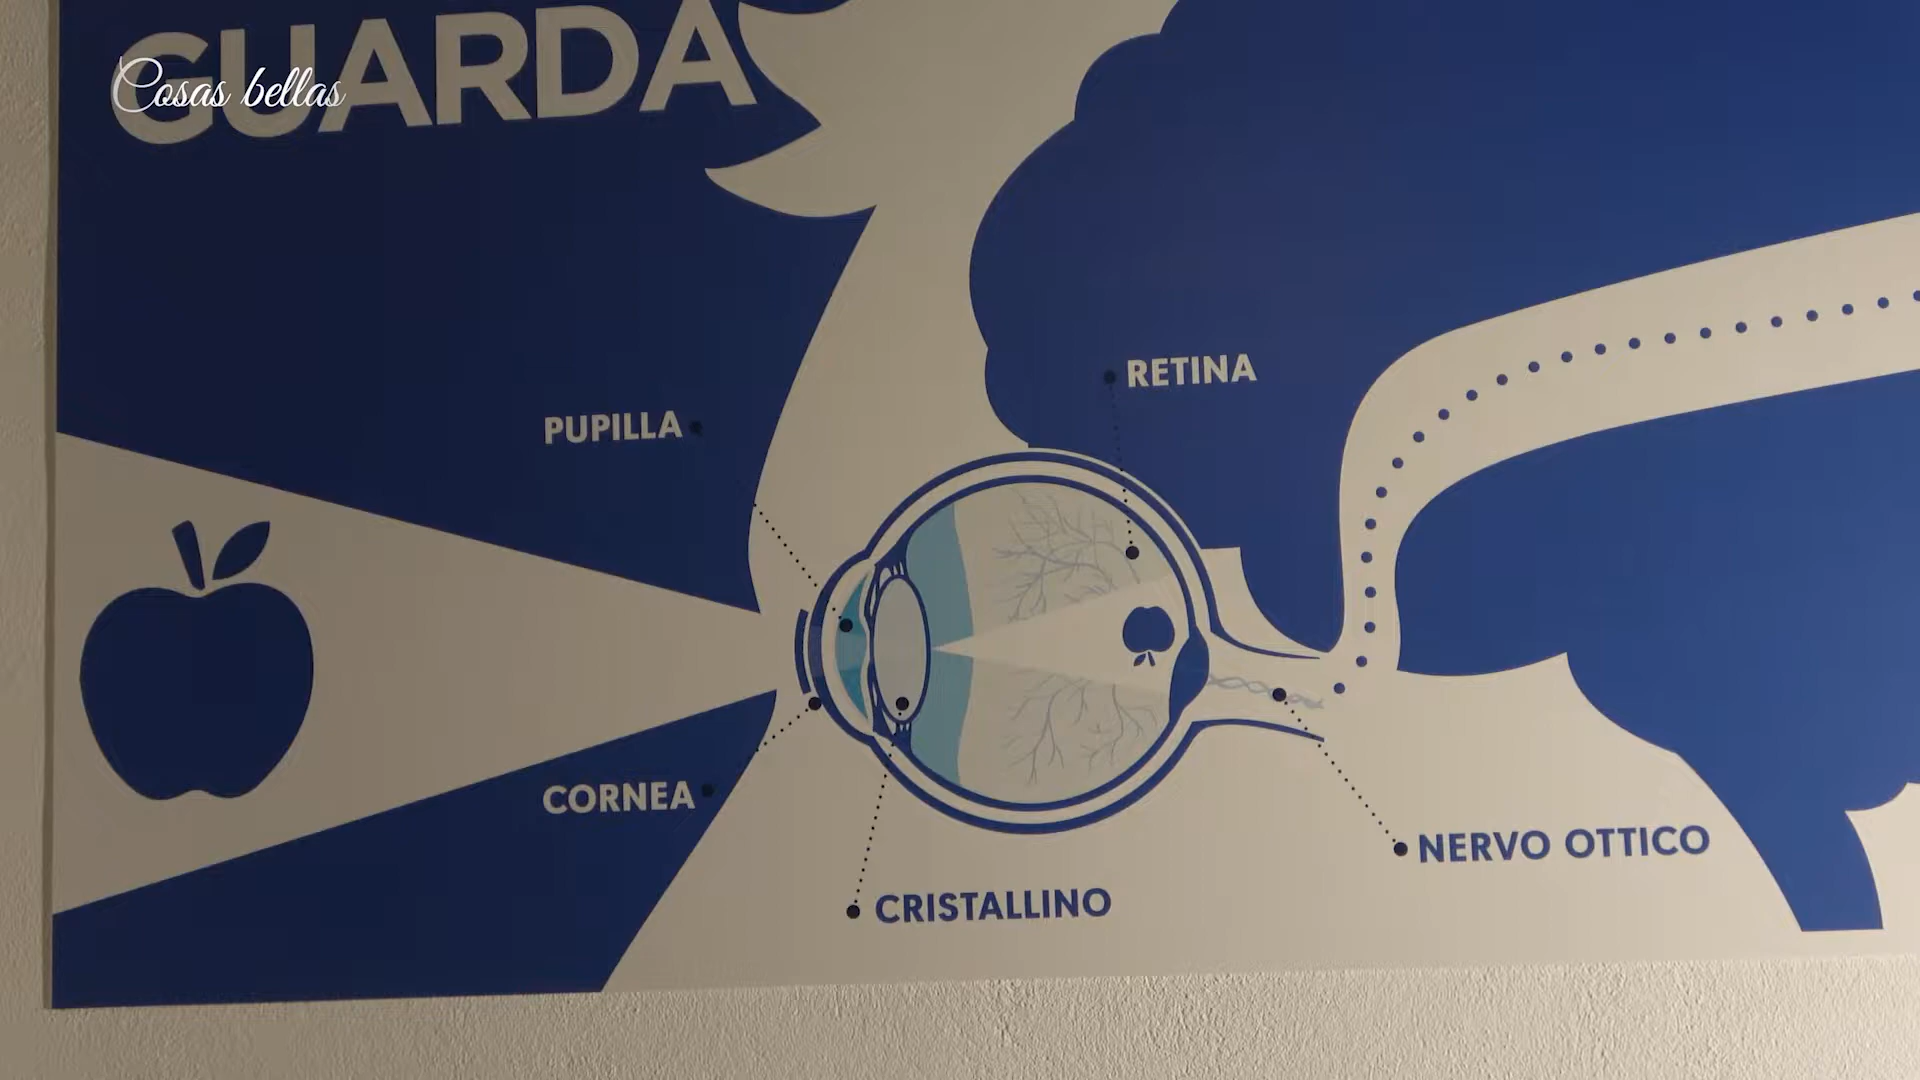 GUARDA
Cosas bellas
RETINA
PUPILLA
CORNEA
NERVO OTTICO
CRISTALLINO